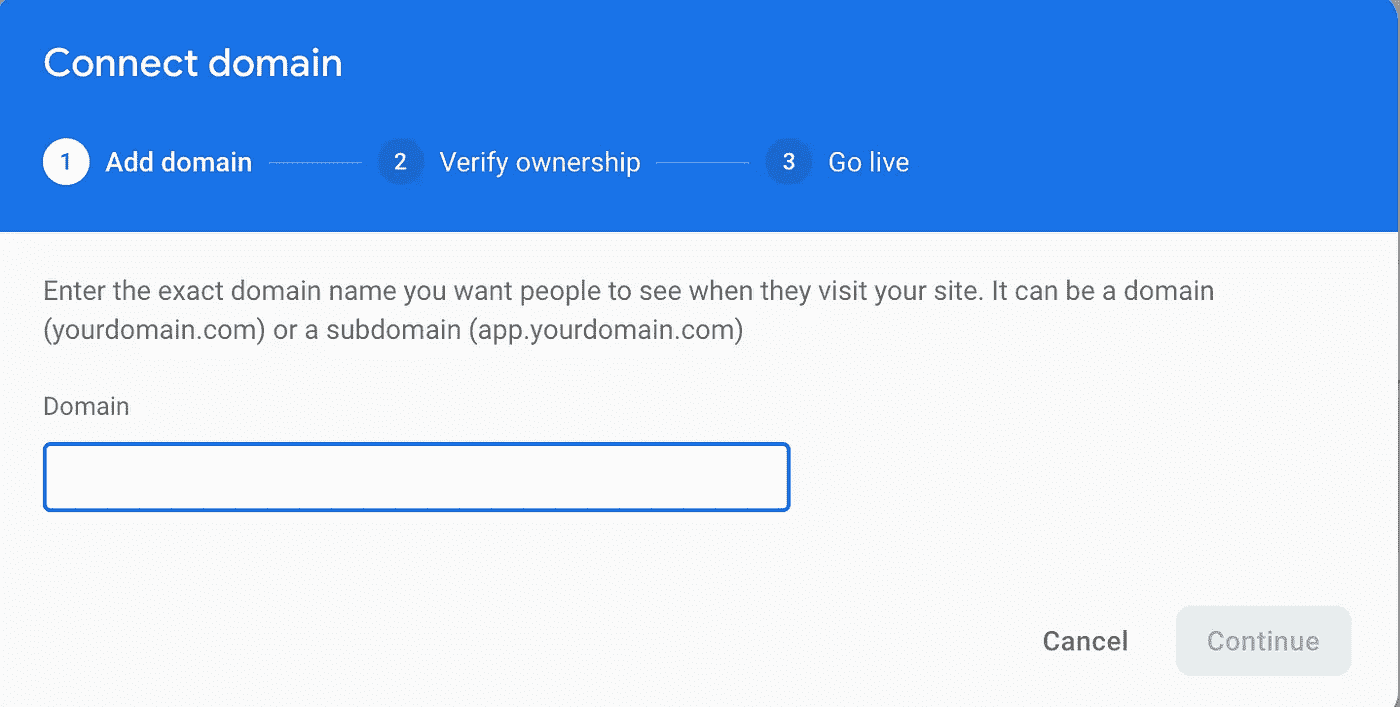 Connect domain
1 Add domain 2 Verify ownership 3 Go live
Enter the exact domain name you want people to see when they visit your site. It can be a domain
(yourdomain.com) or a subdomain (app.yourdomain.com)
Domain
Cancel Continue